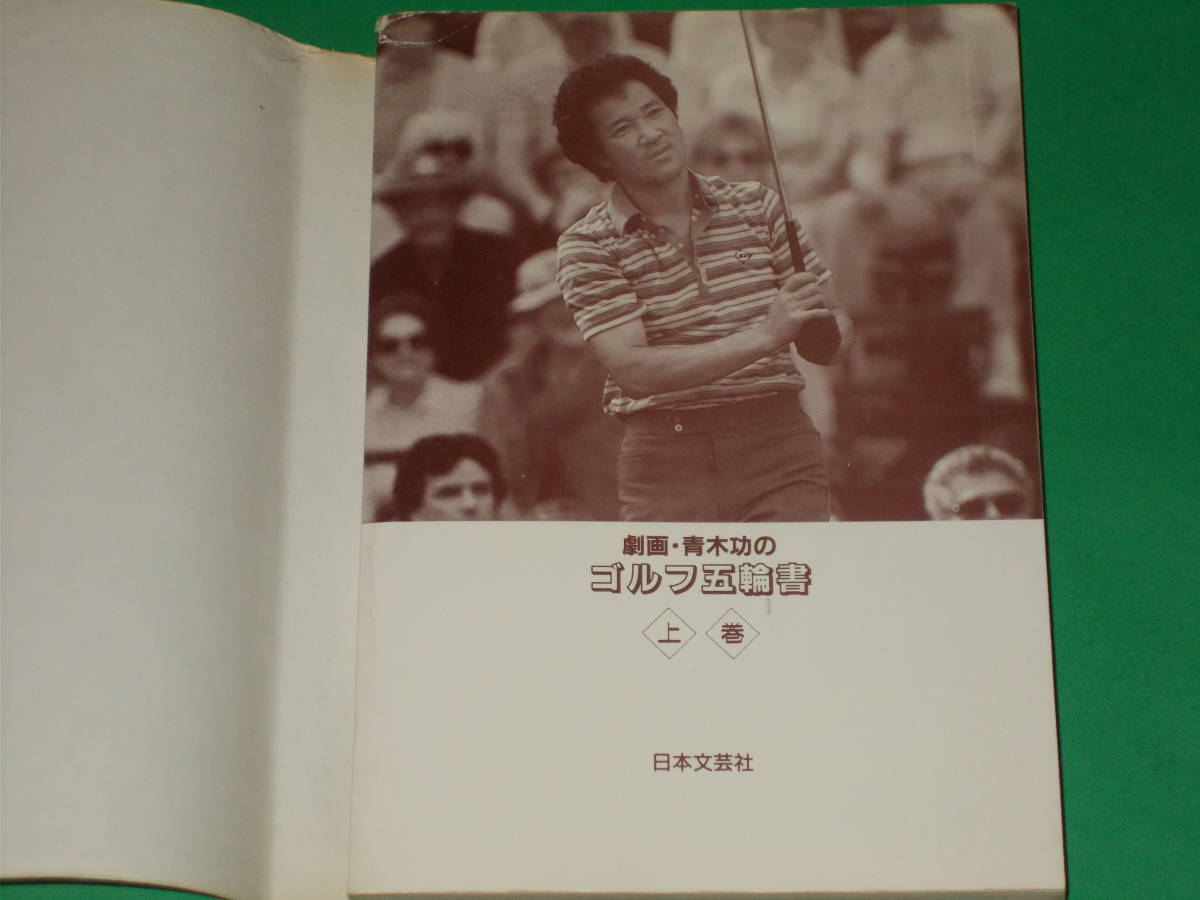 劇画・青木功の
ゴルフ五輪書
上巻
日本文芸社